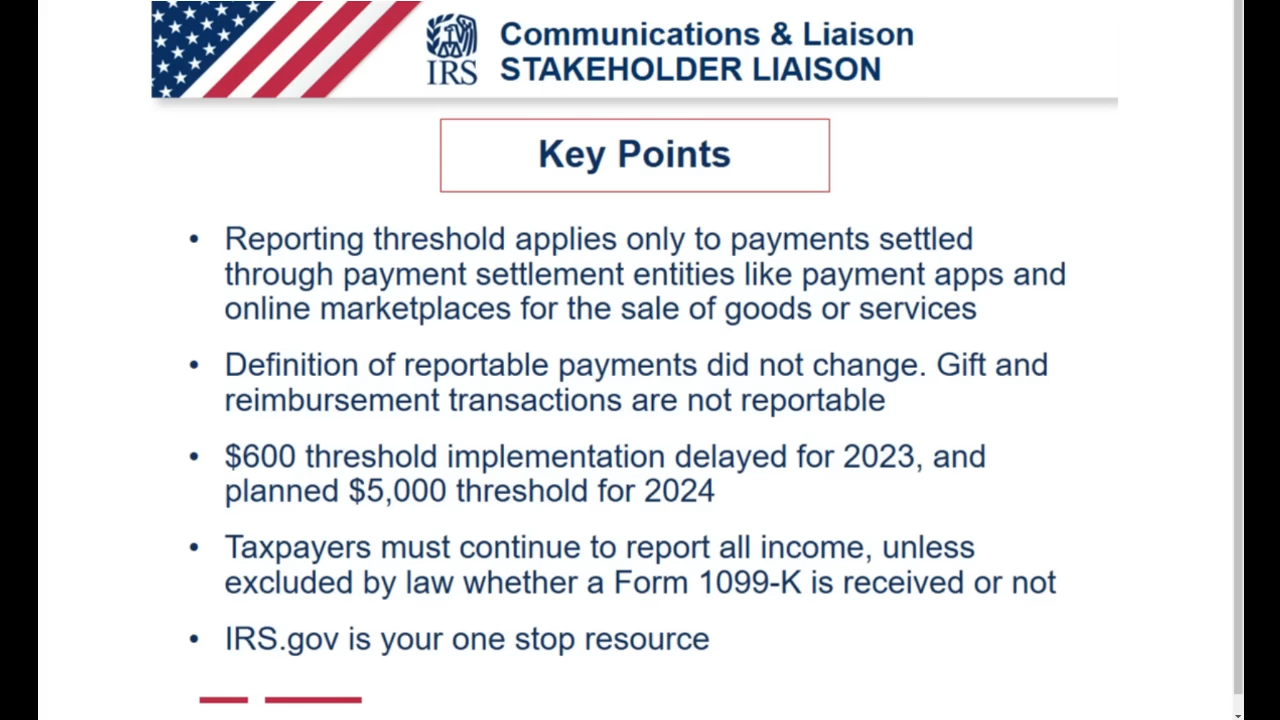 IRS
Communications & Liaison
STAKEHOLDER LIAISON
Key Points
• Reporting threshold applies only to payments settled
through payment settlement entities like payment apps and
online marketplaces for the sale of goods or services
• Definition of reportable payments did not change. Gift and
reimbursement transactions are not reportable
• $600 threshold implementation delayed for 2023, and
planned $5,000 threshold for 2024
• Taxpayers must continue to report all income, unless
excluded by law whether a Form 1099-K is received or not
• IRS.gov is your one stop resource